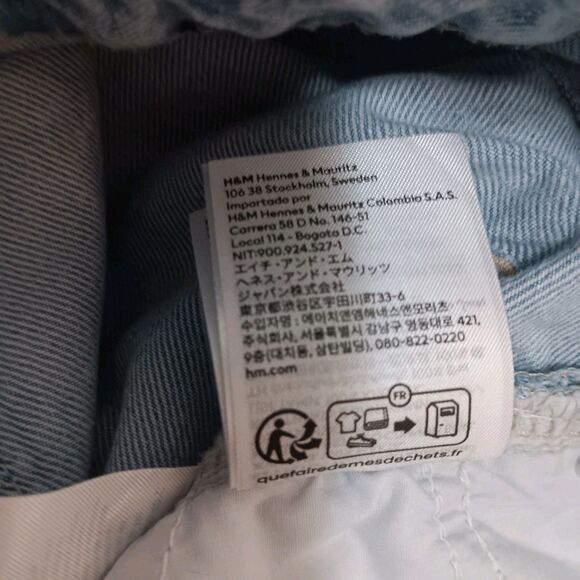 H&M Hennes & Mauritz
106 38 Stockholm, Sweden
Importado por
H&M Hennes & Mauritz Colombia S.A.S.
Carrera 58 D No. 146-51
Local 114 - Bogota D.C.
NIT:900.924.527-1
エイチ・アンド・エム
ヘネス・アンド・マウリッツ
ジャパン株式会社
東京都渋谷区宇田川町33-6
수입자명 : 에이치앤엠헤네스앤모리츠
주식회사, 서울특별시 강남구 영동대로 421,
9층(대치동, 삼탄빌딩), 080-822-0220
hm.com
FR
quefairedemesdechets.fr